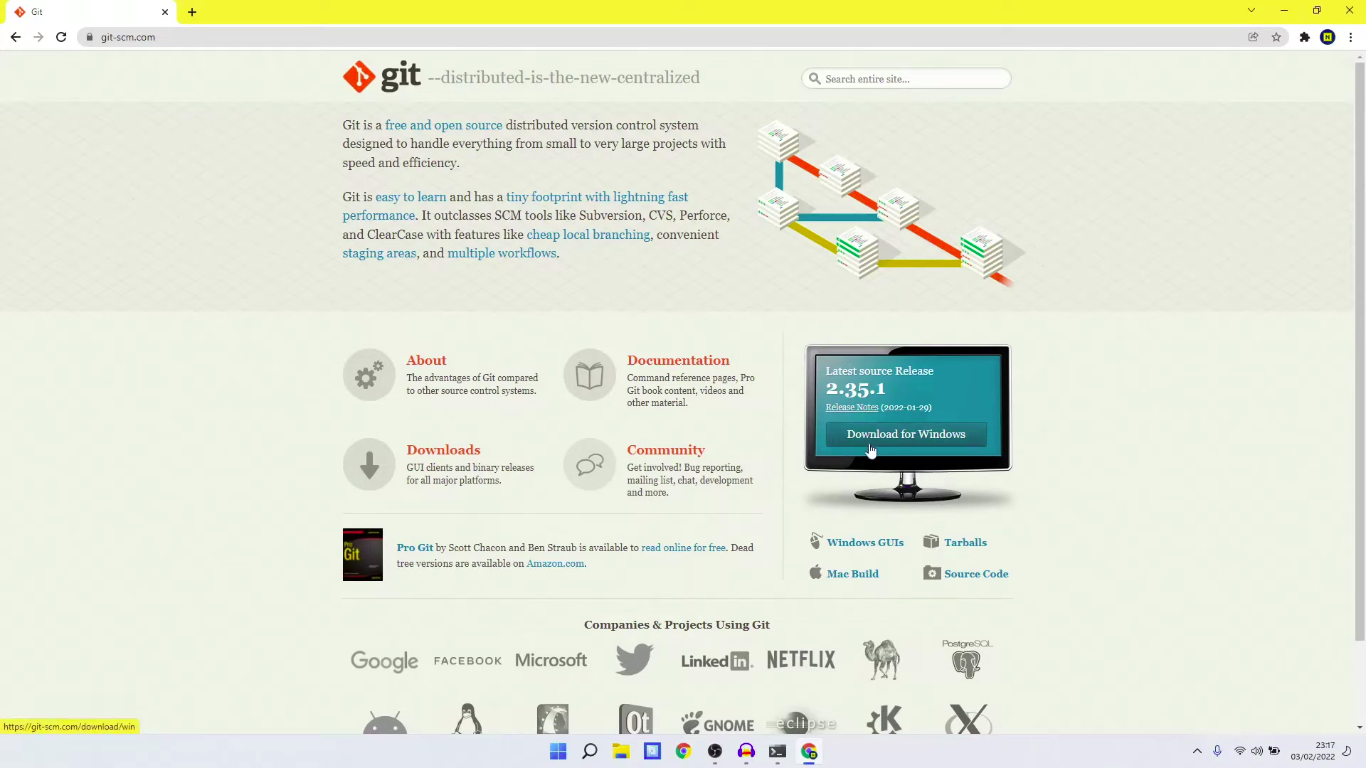 Git
git-scm.com
git --distributed-is-the-new-centralized
Search entire site...
Git is a free and open source distributed version control system
designed to handle everything from small to very large projects with
speed and efficiency.
Git is easy to learn and has a tiny footprint with lightning fast
performance. It outclasses SCM tools like Subversion, CVS, Perforce,
and ClearCase with features like cheap local branching, convenient
staging areas, and multiple workflows.
About
The advantages of Git compared
to other source control systems.
Documentation
Command reference pages, Pro
Git book content, videos and
other material.
Downloads
GUI clients and binary releases
for all major platforms.
Community
Get involved! Bug reporting,
mailing list, chat, development
and more.
Latest source Release
2.35.1
Release Notes (2022-01-29)
Download for Windows
Pro
Git
Pro Git by Scott Chacon and Ben Straub is available to read online for free. Dead
tree versions are available on Amazon.com.
Windows GUIs
Tarballs
Mac Build
Source Code
Companies & Projects Using Git
Google FACEBOOK Microsoft LinkedIn NETFLIX PostgreSQL
Qt GNOME eclipse
https://git-scm.com/download/win
23:17
03/02/2022